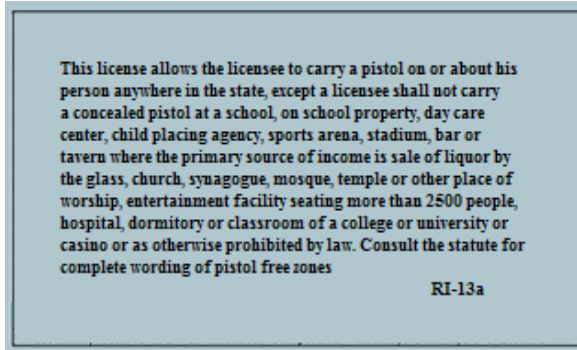 This license allows the licensee to carry a pistol on or about his
person anywhere in the state, except a licensee shall not carry
a concealed pistol at a school, on school property, day care
center, child placing agency, sports arena, stadium, bar or
tavern where the primary source of income is sale of liquor by
the glass, church, synagogue, mosque, temple or other place of
worship, entertainment facility seating more than 2500 people,
hospital, dormitory or classroom of a college or university or
casino or as otherwise prohibited by law. Consult the statute for
complete wording of pistol free zones
RI-13a